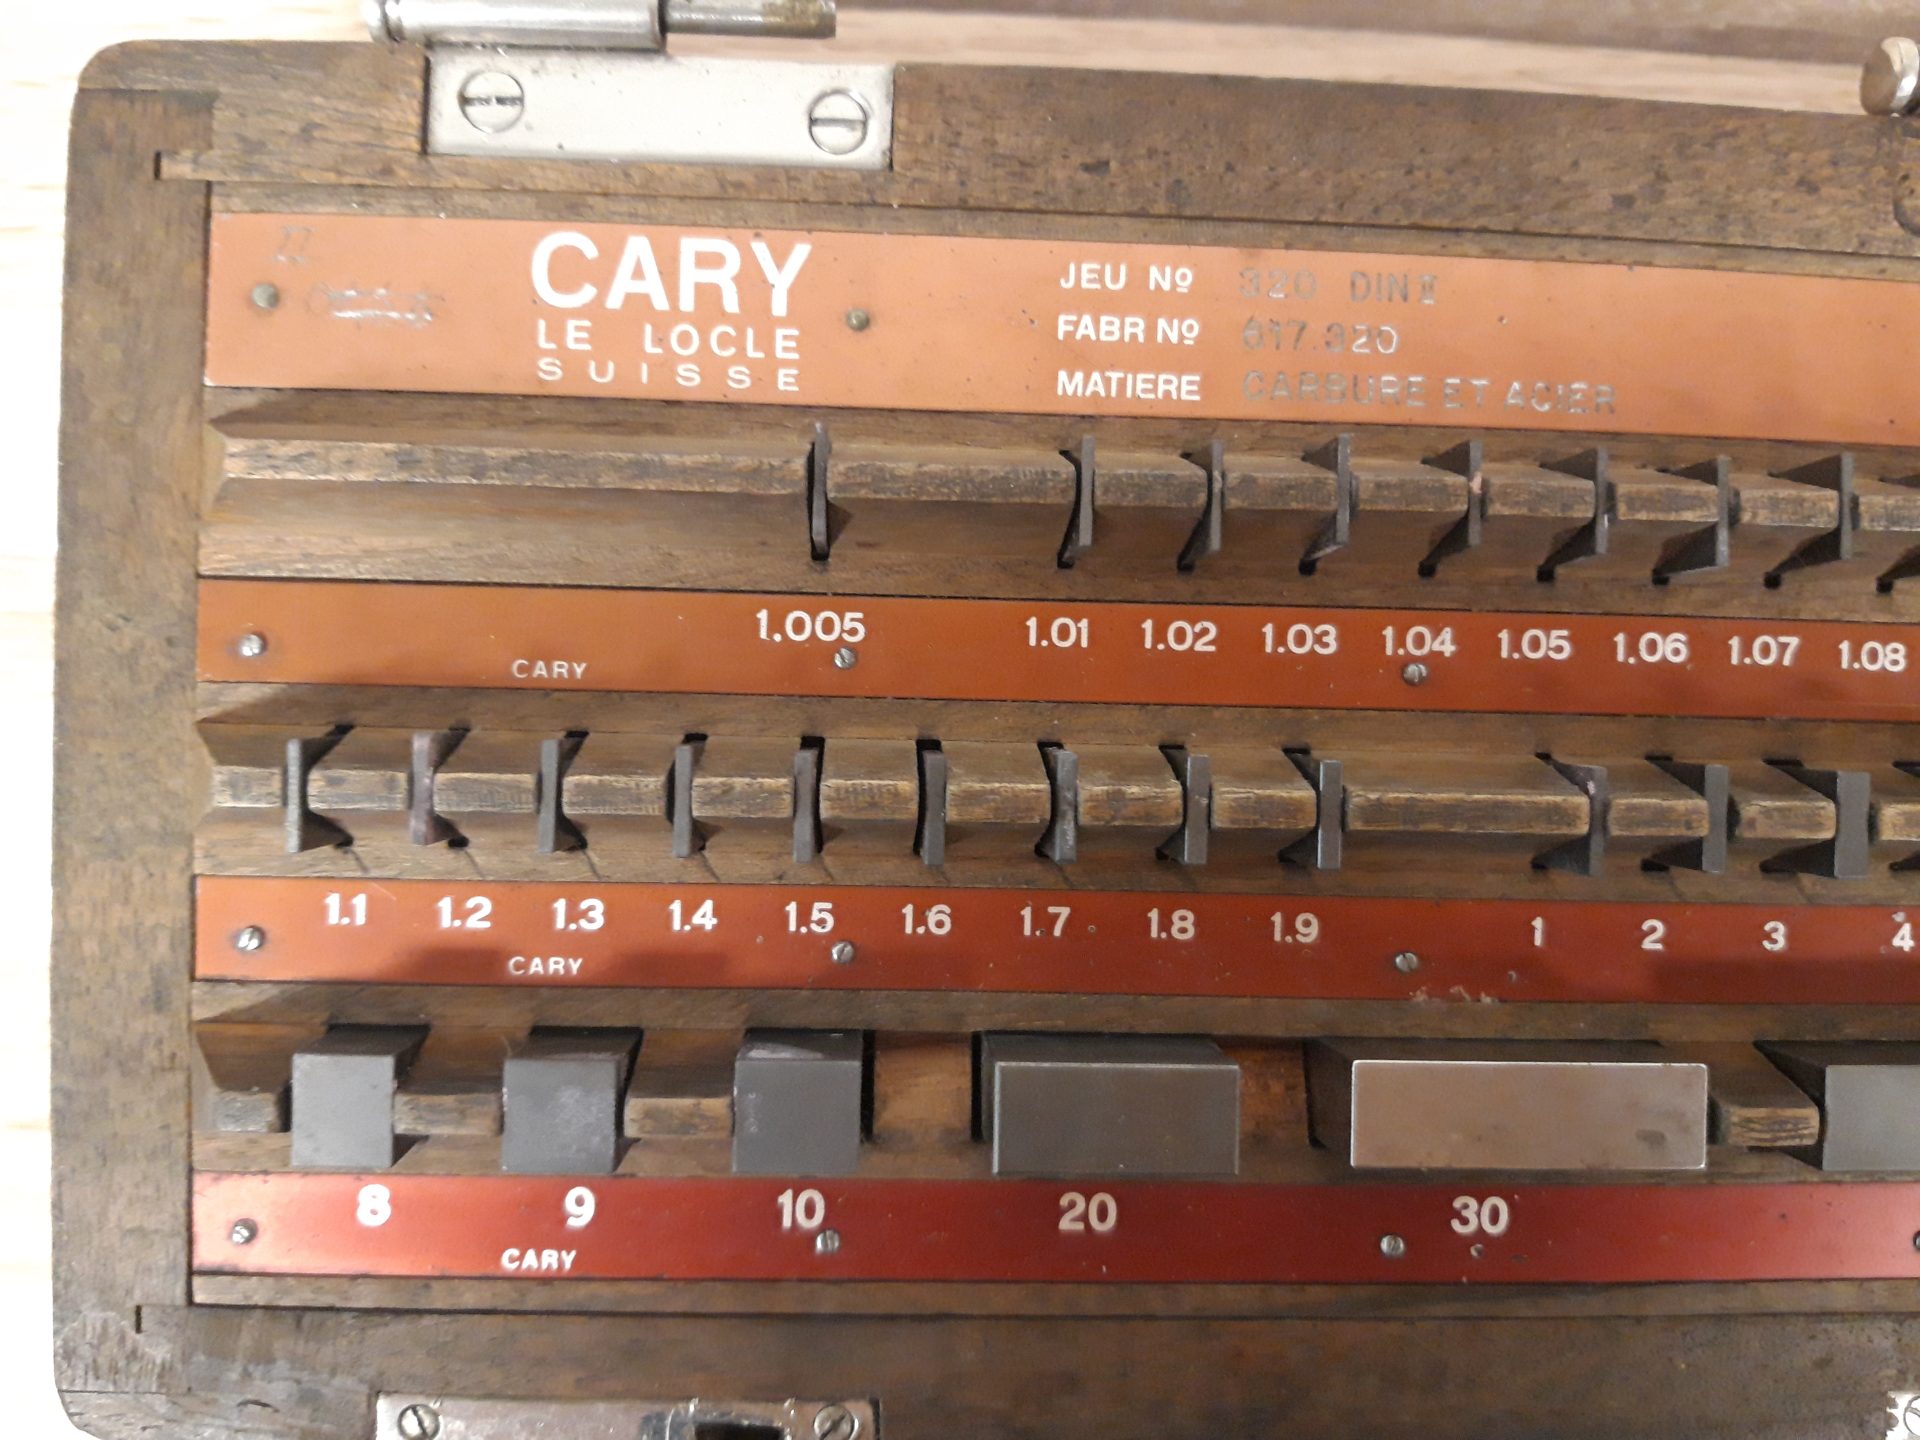 II
CARY
LE LOCLE
SUISSE
JEU Nº 320 DIN II
FABR Nº 617.320
MATIERE CARBURE ET ACIER
1.005 1.01 1.02 1.03 1.04 1.05 1.06 1.07 1.08
CARY
1.1 1.2 1.3 1.4 1.5 1.6 1.7 1.8 1.9 1 2 3 4
CARY
8 9 10 20 30
CARY